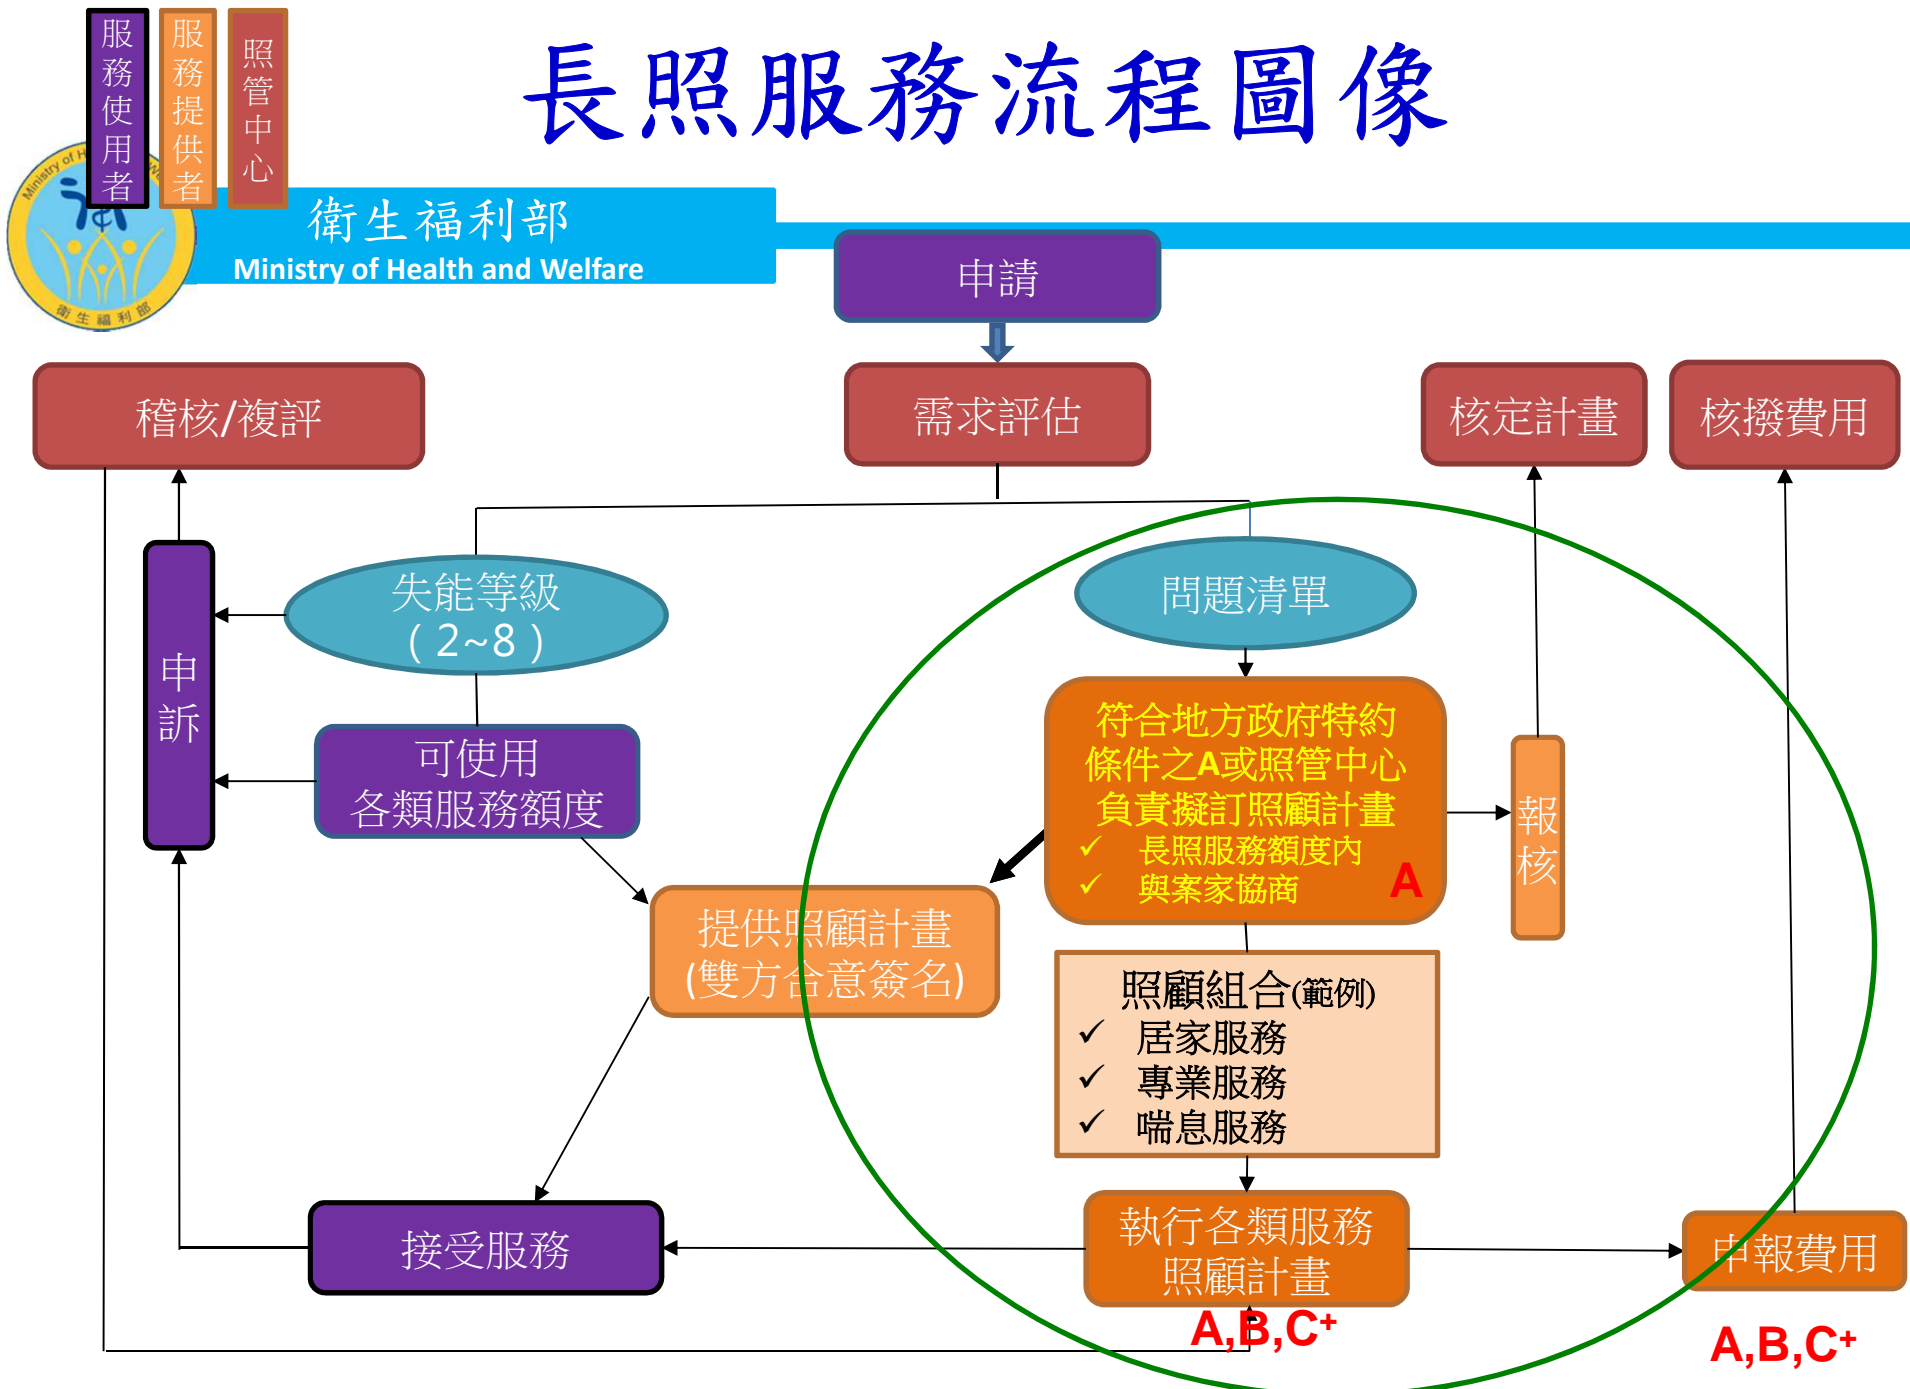 服務使用者
服務提供者
照管中心
長照服務流程圖像
衛生福利部
Ministry of Health and Welfare
衛生福利部
Ministry of H
申請
稽核/複評
需求評估
核定計畫
核撥費用
失能等級
(2~8)
問題清單
申訴
可使用
各類服務額度
符合地方政府特約
條件之A或照管中心
負責擬訂照顧計畫
✓ 長照服務額度內
✓ 與案家協商
A
報核
提供照顧計畫
(雙方合意簽名)
照顧組合(範例)
✓ 居家服務
✓ 專業服務
✓ 喘息服務
接受服務
執行各類服務
照顧計畫
申報費用
A,B,C+
A,B,C+